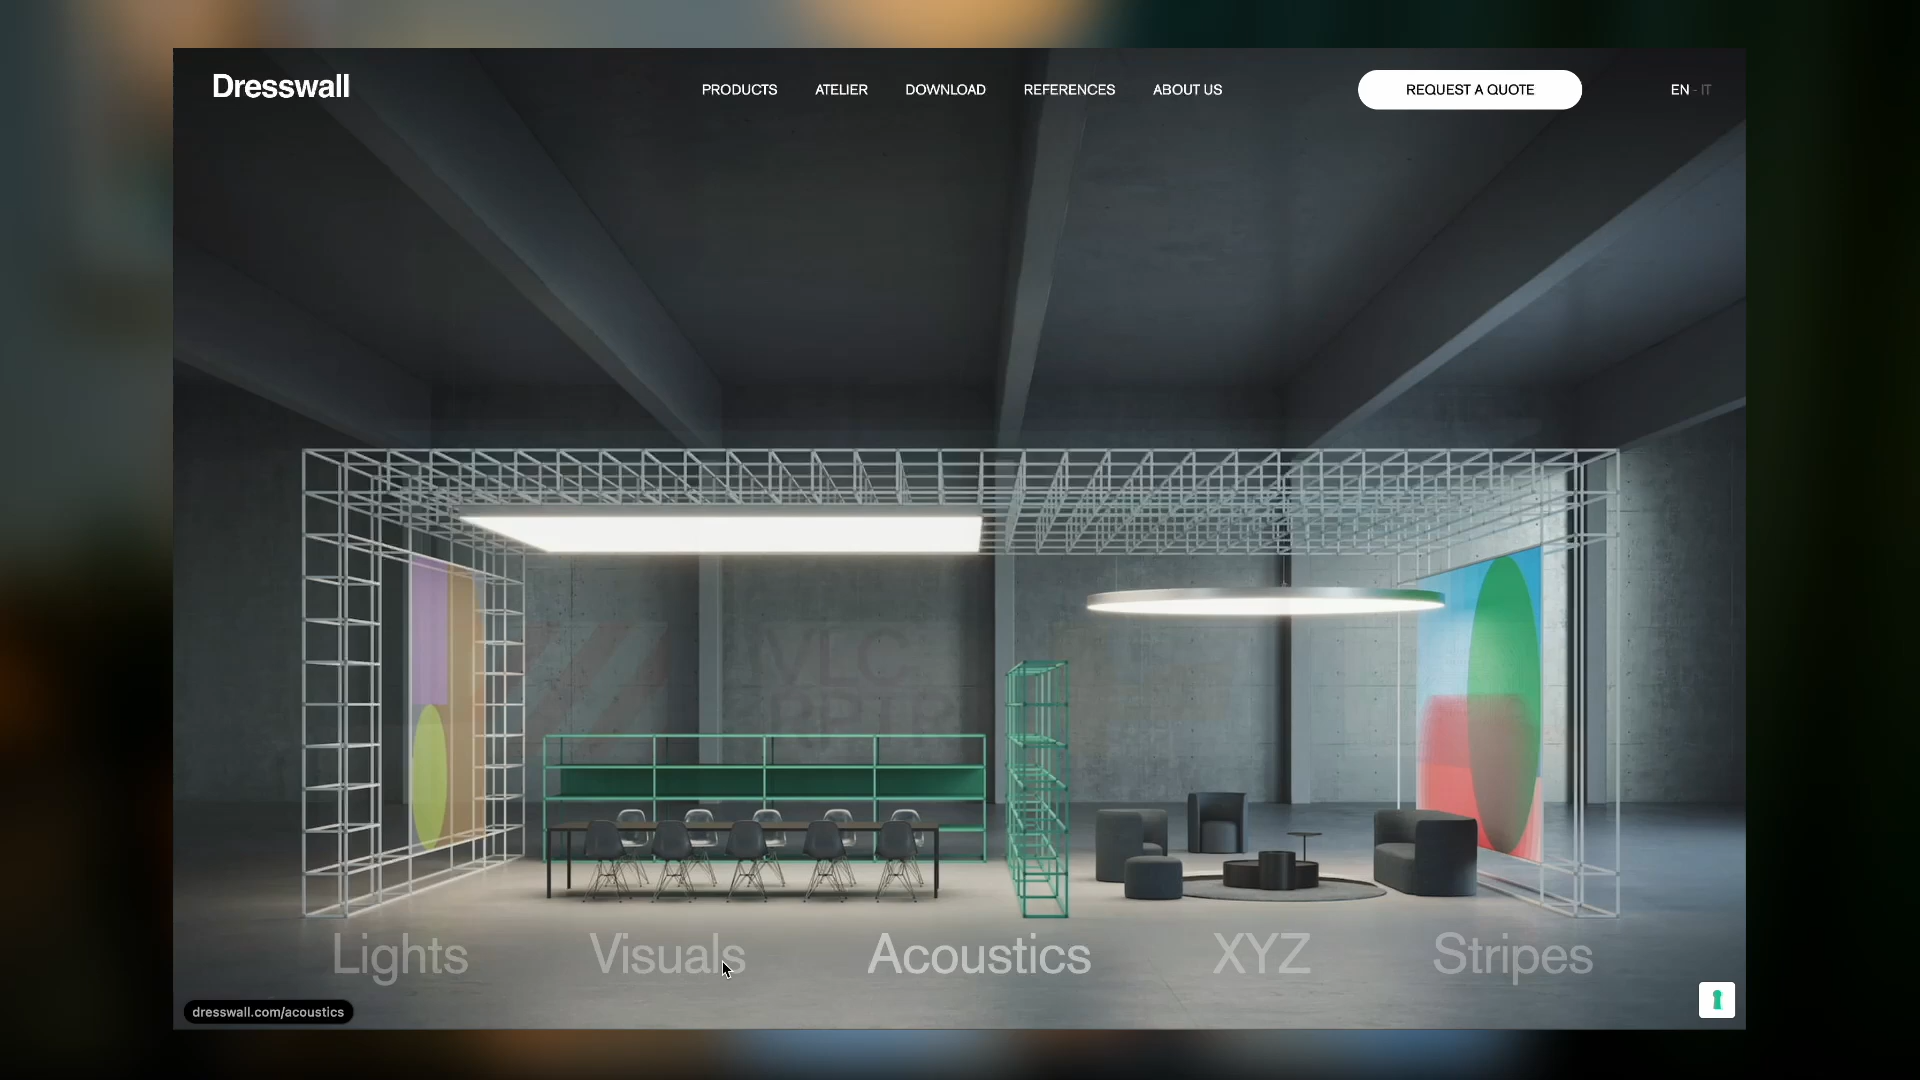 Dresswall
PRODUCTS ATELIER DOWNLOAD REFERENCES ABOUT US REQUEST A QUOTE EN - IT
Lights Visuals Acoustics XYZ Stripes
dresswall.com/acoustics